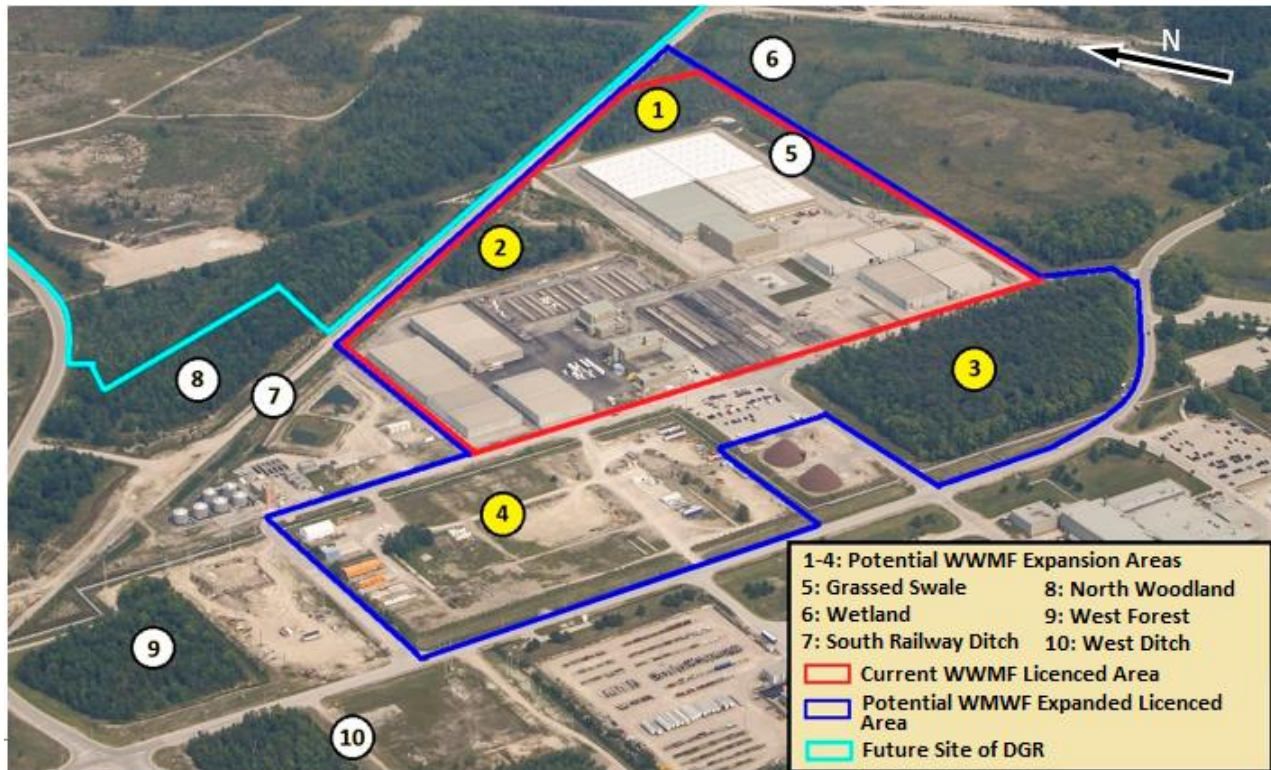 N
6
1
5
2
3
8
7
4
9
10
1-4: Potential WWMF Expansion Areas
5: Grassed Swale 8: North Woodland
6: Wetland 9: West Forest
7: South Railway Ditch 10: West Ditch
Current WWMF Licenced Area
Potential WMWF Expanded Licenced
Area
Future Site of DGR